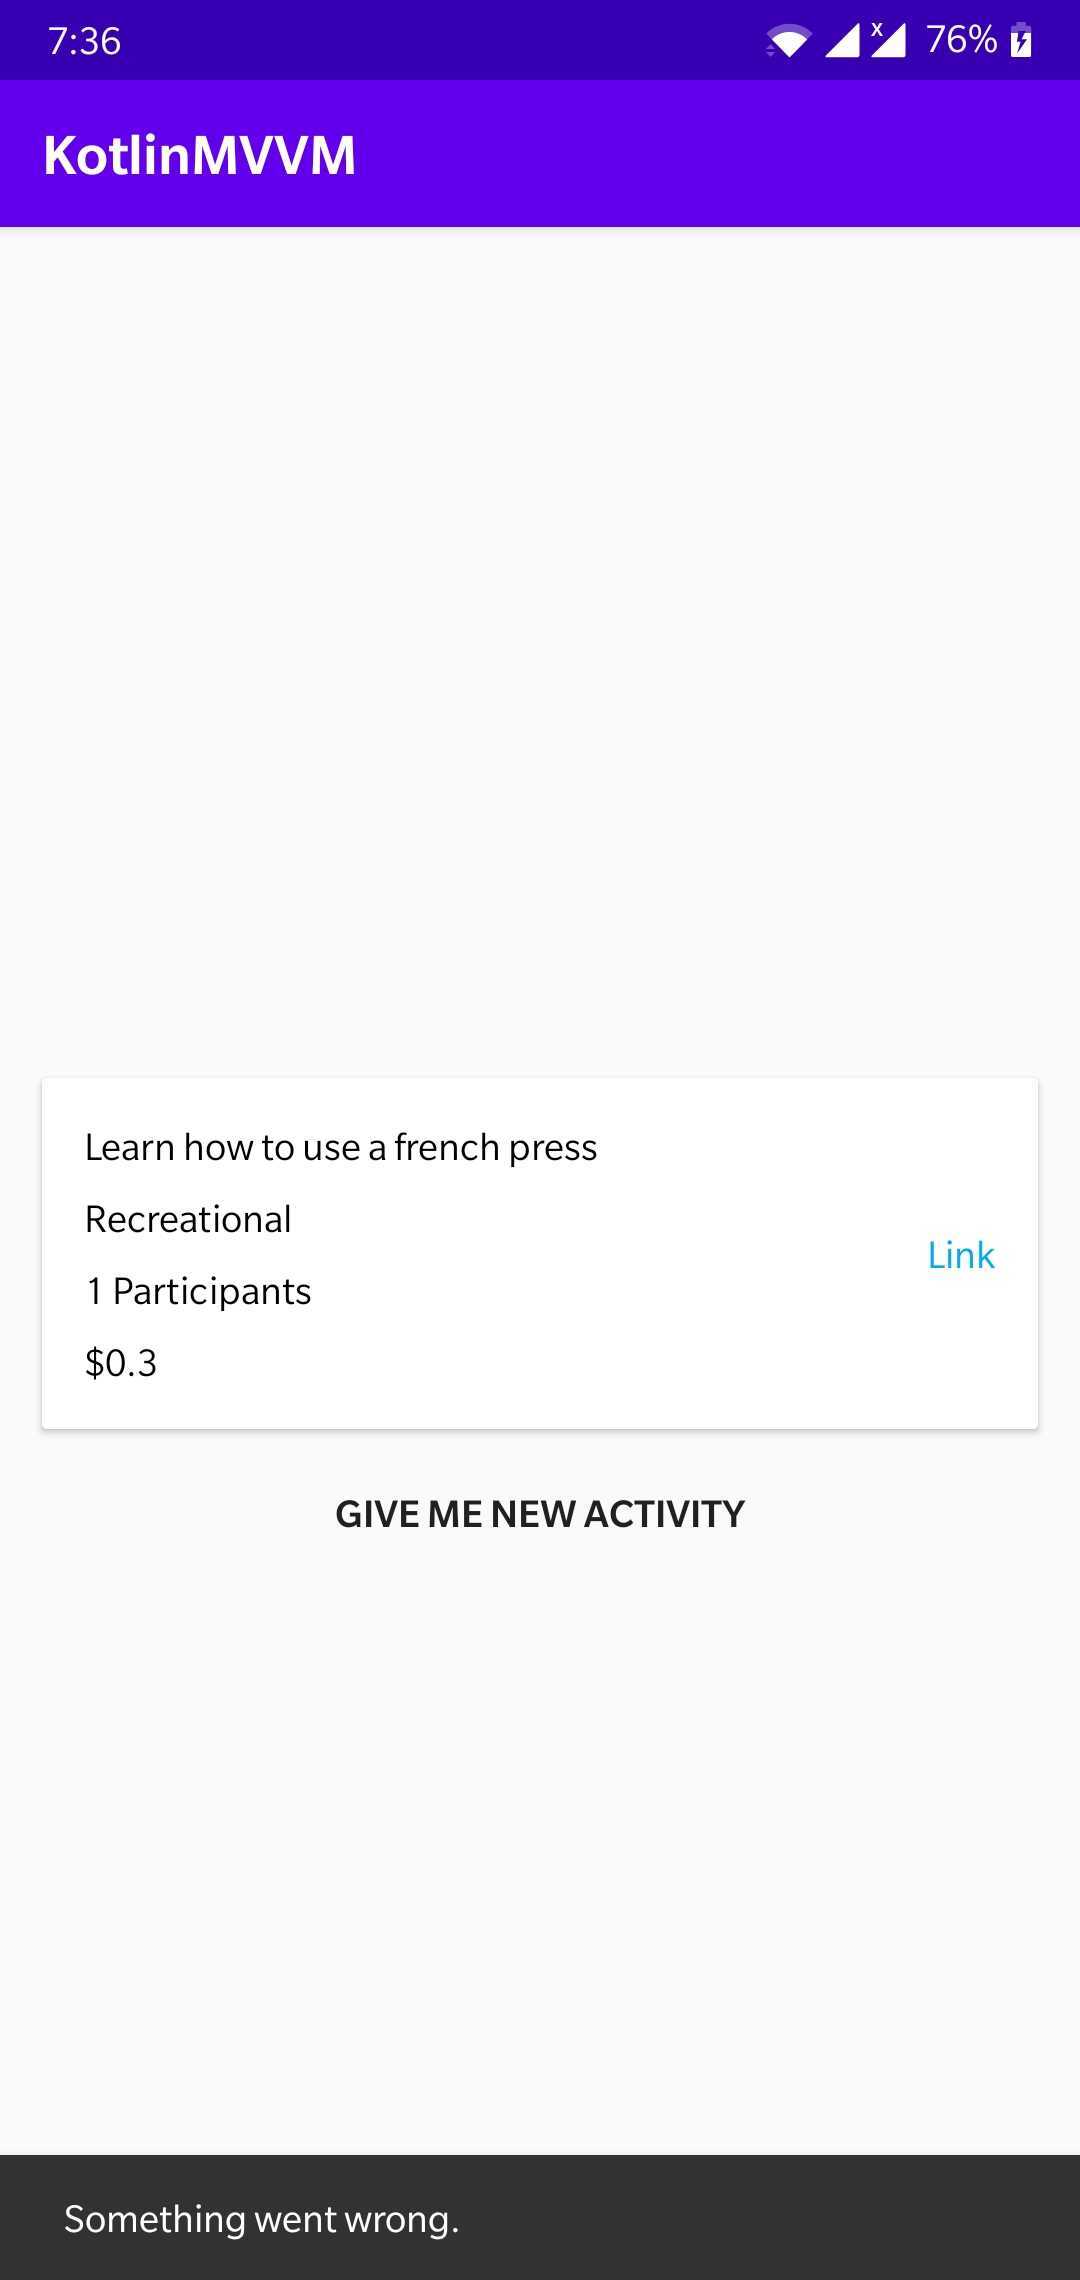 7:36
x
76%
KotlinMVVM
Learn how to use a french press
Recreational
Link
1 Participants
$0.3
GIVE ME NEW ACTIVITY
Something went wrong.